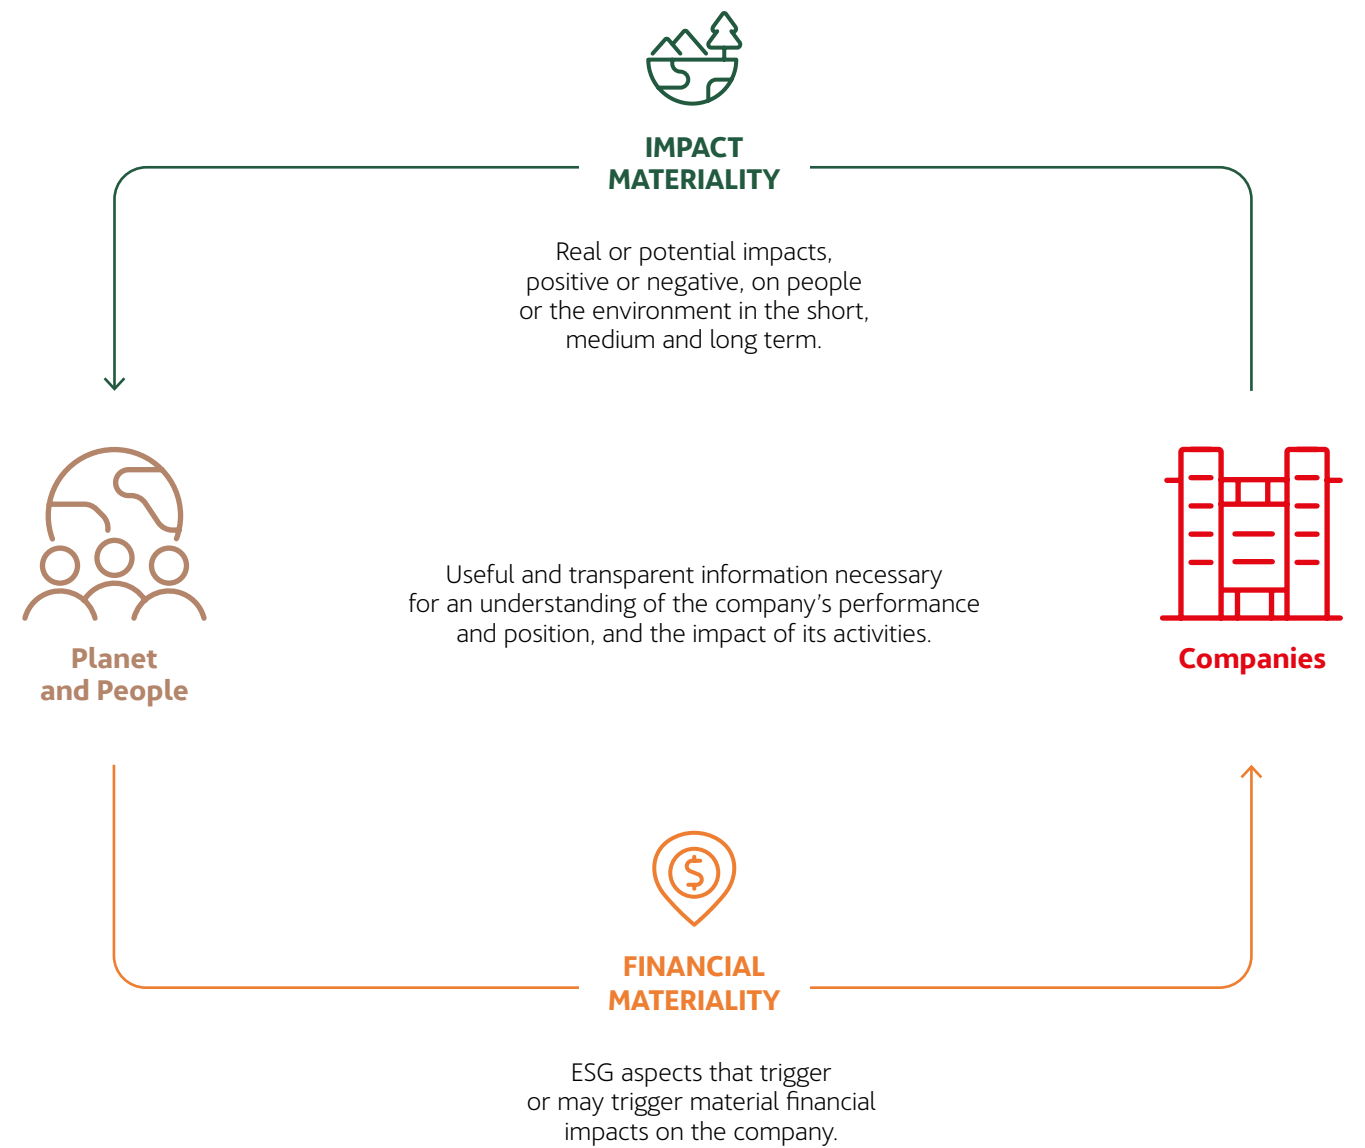 IMPACT
MATERIALITY
Real or potential impacts,
positive or negative, on people
or the environment in the short,
medium and long term.
Useful and transparent information necessary
for an understanding of the company’s performance
and position, and the impact of its activities.
Planet
and People
Companies
$
FINANCIAL
MATERIALITY
ESG aspects that trigger
or may trigger material financial
impacts on the company.